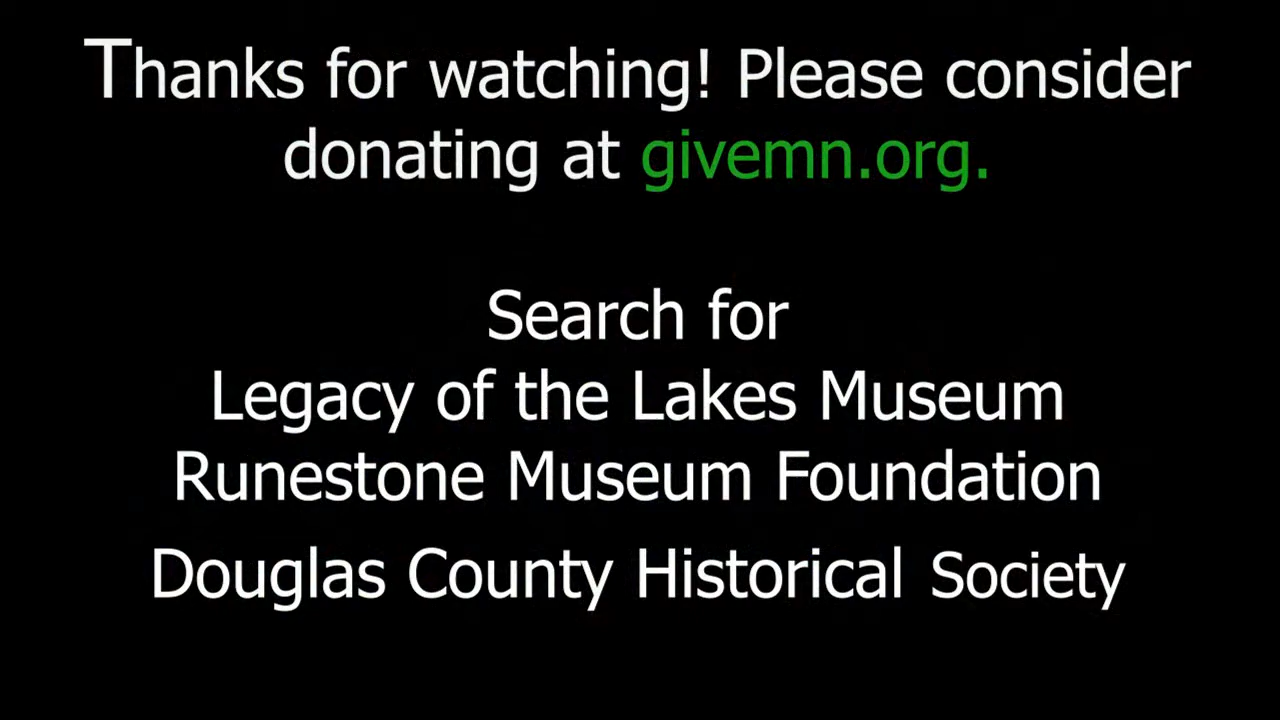 Thanks for watching! Please consider
donating at givemn.org.
Search for
Legacy of the Lakes Museum
Runestone Museum Foundation
Douglas County Historical Society